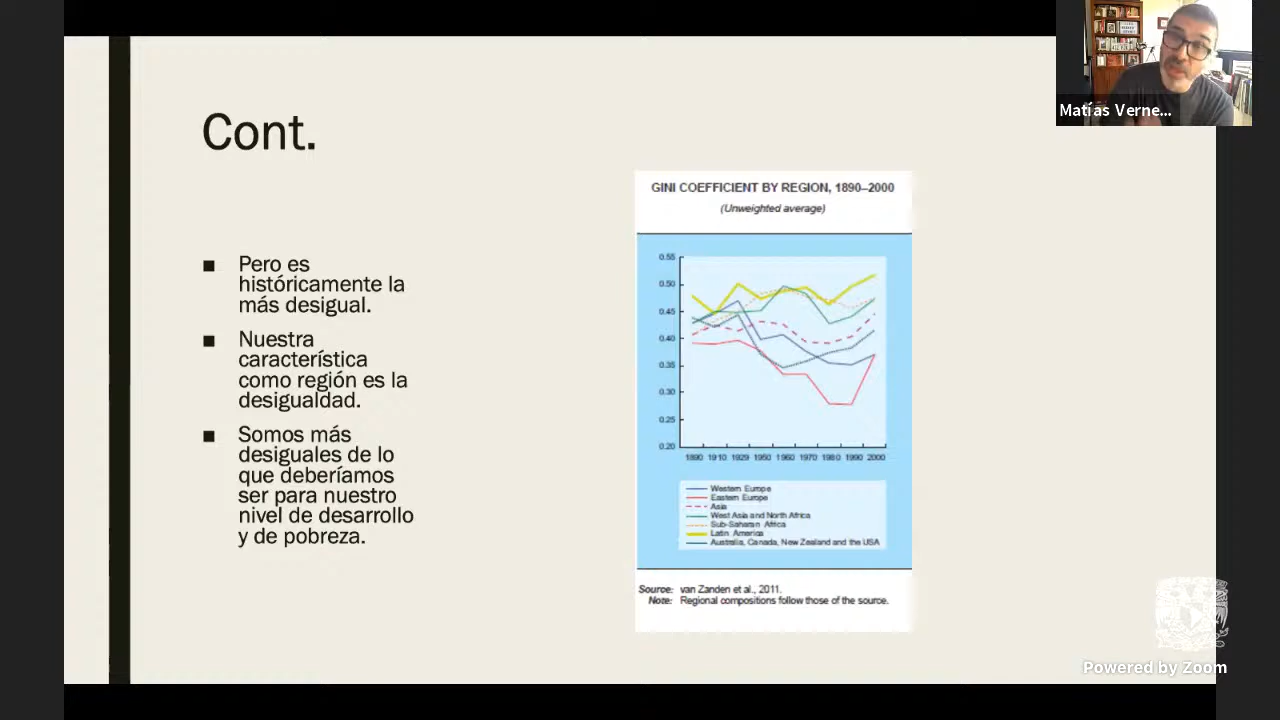 Matías Verne...
Cont.
■ Pero es
históricamente la
más desigual.
■ Nuestra
característica
como región es la
desigualdad.
■ Somos más
desiguales de lo
que deberíamos
ser para nuestro
nivel de desarrollo
y de pobreza.
GINI COEFFICIENT BY REGION, 1890–2000
(Unweighted average)
0.55
0.50
0.45
0.40
0.35
0.30
0.25
0.20
1890 1910 1929 1950 1960 1970 1980 1990 2000
Western Europe
Eastern Europe
Asia
West Asia and North Africa
Sub-Saharan Africa
Latin America
Australia, Canada, New Zealand and the USA
Source: van Zanden et al., 2011.
Note: Regional compositions follow those of the source.
Powered by Zoom